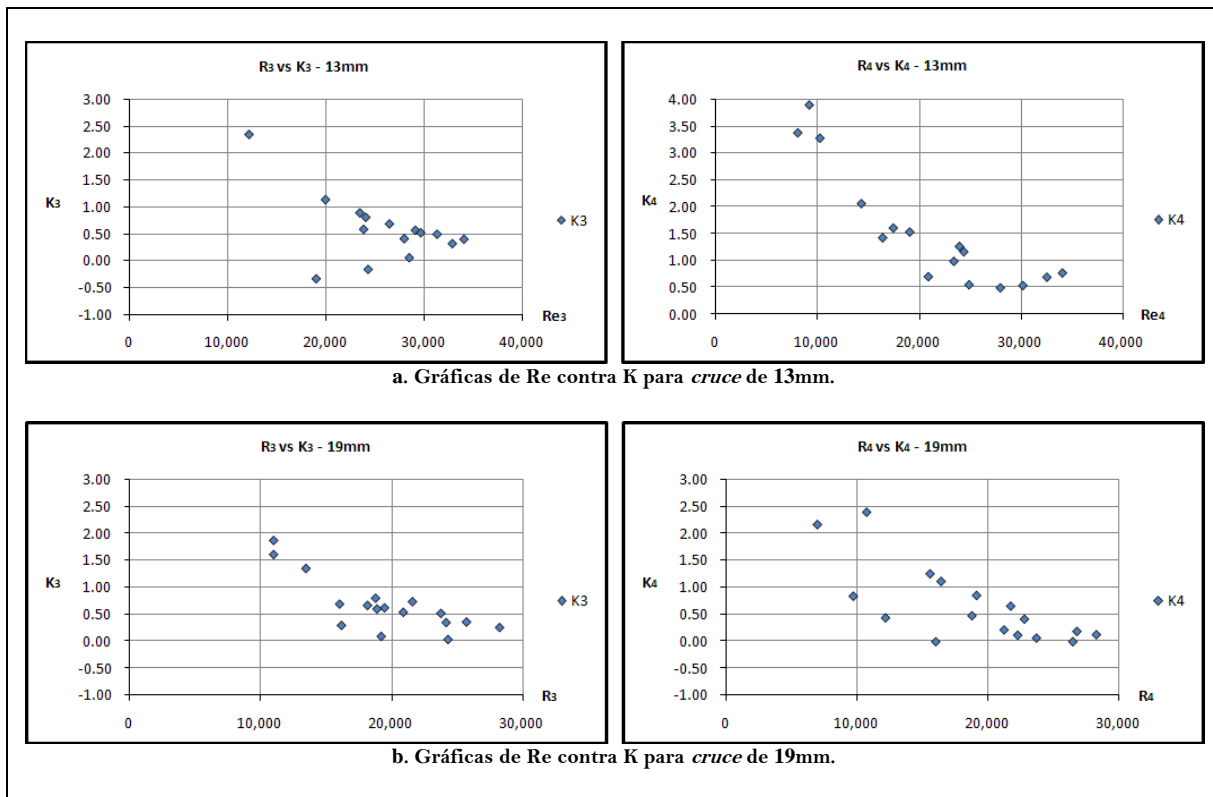 R3 vs K3 - 13mm
3.00
2.50
2.00
1.50
1.00
0.50
0.00
-0.50
-1.00
K3
0 10,000 20,000 30,000 40,000
Re3
K3
R4 vs K4 - 13mm
4.00
3.50
3.00
2.50
2.00
1.50
1.00
0.50
0.00
K4
0 10,000 20,000 30,000 40,000
Re4
K4
a. Gráficas de Re contra K para cruce de 13mm.
R3 vs K3 - 19mm
3.00
2.50
2.00
1.50
1.00
0.50
0.00
-0.50
-1.00
K3
0 10,000 20,000 30,000
R3
K3
R4 vs K4 - 19mm
3.00
2.50
2.00
1.50
1.00
0.50
0.00
-0.50
-1.00
K4
0 10,000 20,000 30,000
R4
K4
b. Gráficas de Re contra K para cruce de 19mm.